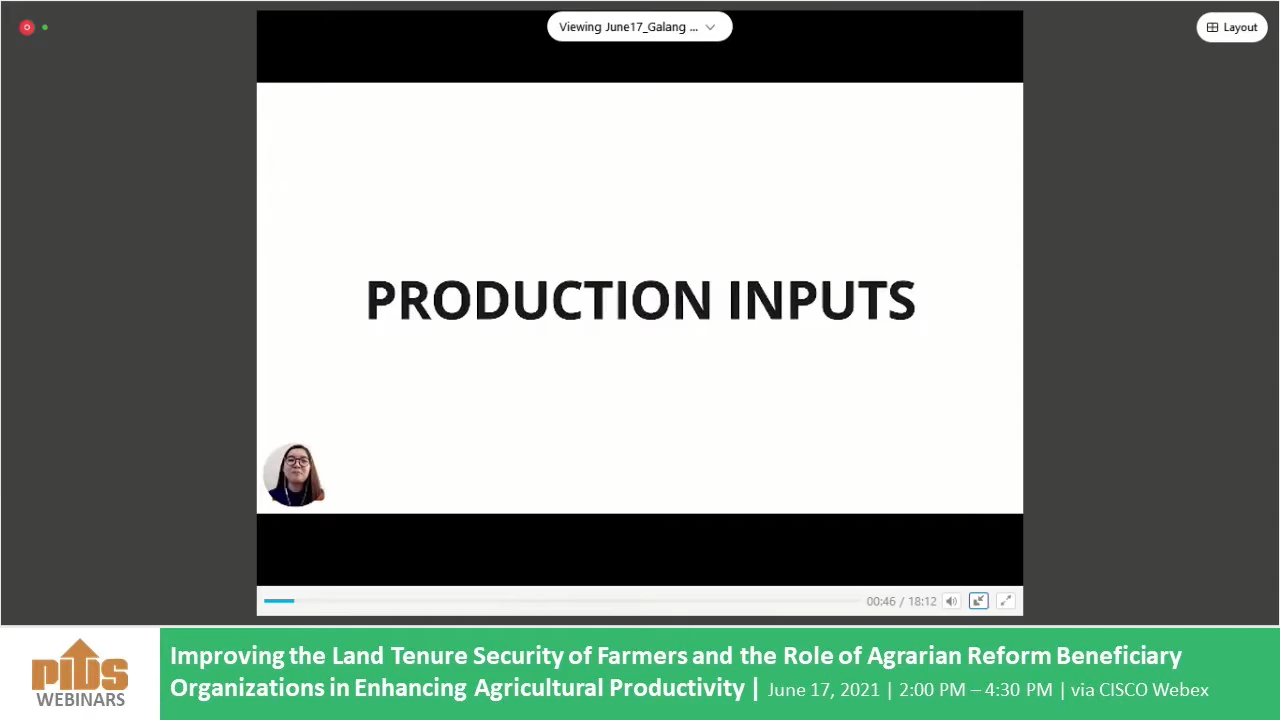 Viewing June17_Galang ...
Layout
PRODUCTION INPUTS
00:46 / 18:12
PIDS
WEBINARS
Improving the Land Tenure Security of Farmers and the Role of Agrarian Reform Beneficiary
Organizations in Enhancing Agricultural Productivity | June 17, 2021 | 2:00 PM – 4:30 PM | via CISCO Webex